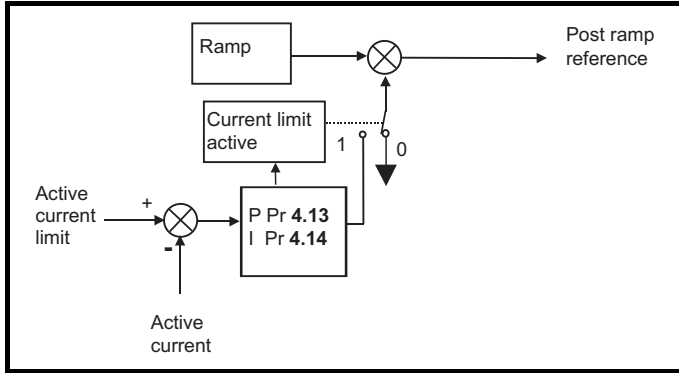 Ramp
Post ramp
reference
Current limit
active
1
0
Active
current
limit
+
-
P Pr 4.13
I Pr 4.14
Active
current